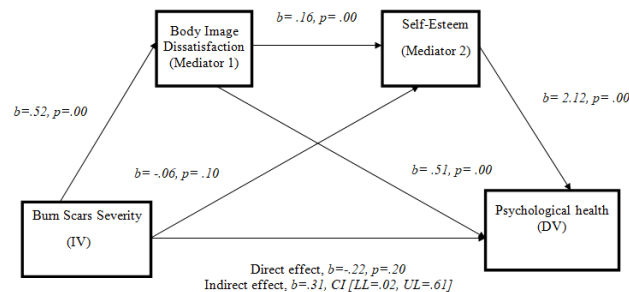 b= .16, p= .00
Body Image
Dissatisfaction
(Mediator 1)
Self-Esteem
(Mediator 2)
b=.52, p=.00
b= 2.12, p= .00
b= -.06, p= .10
b= .51, p= .00
Burn Scars Severity
(IV)
Psychological health
(DV)
Direct effect, b=-.22, p=.20
Indirect effect, b=.31, CI [LL=.02, UL=.61]